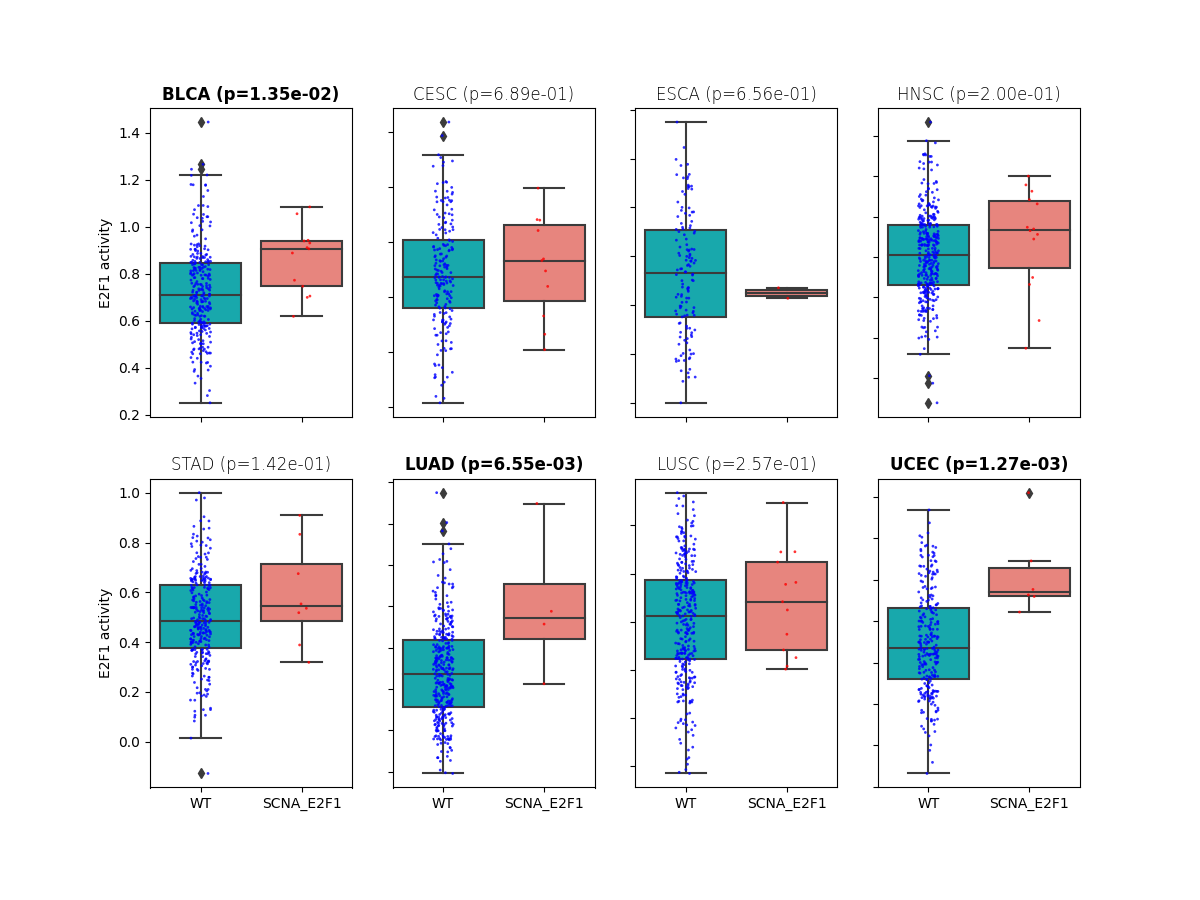 BLCA (p=1.35e-02) CESC (p=6.89e-01) ESCA (p=6.56e-01) HNSC (p=2.00e-01)
1.4
1.2
1.0
0.8
0.6
0.4
0.2
E2F1 activity
STAD (p=1.42e-01) LUAD (p=6.55e-03) LUSC (p=2.57e-01) UCEC (p=1.27e-03)
1.0
0.8
0.6
0.4
0.2
0.0
E2F1 activity
WT SCNA_E2F1 WT SCNA_E2F1 WT SCNA_E2F1 WT SCNA_E2F1